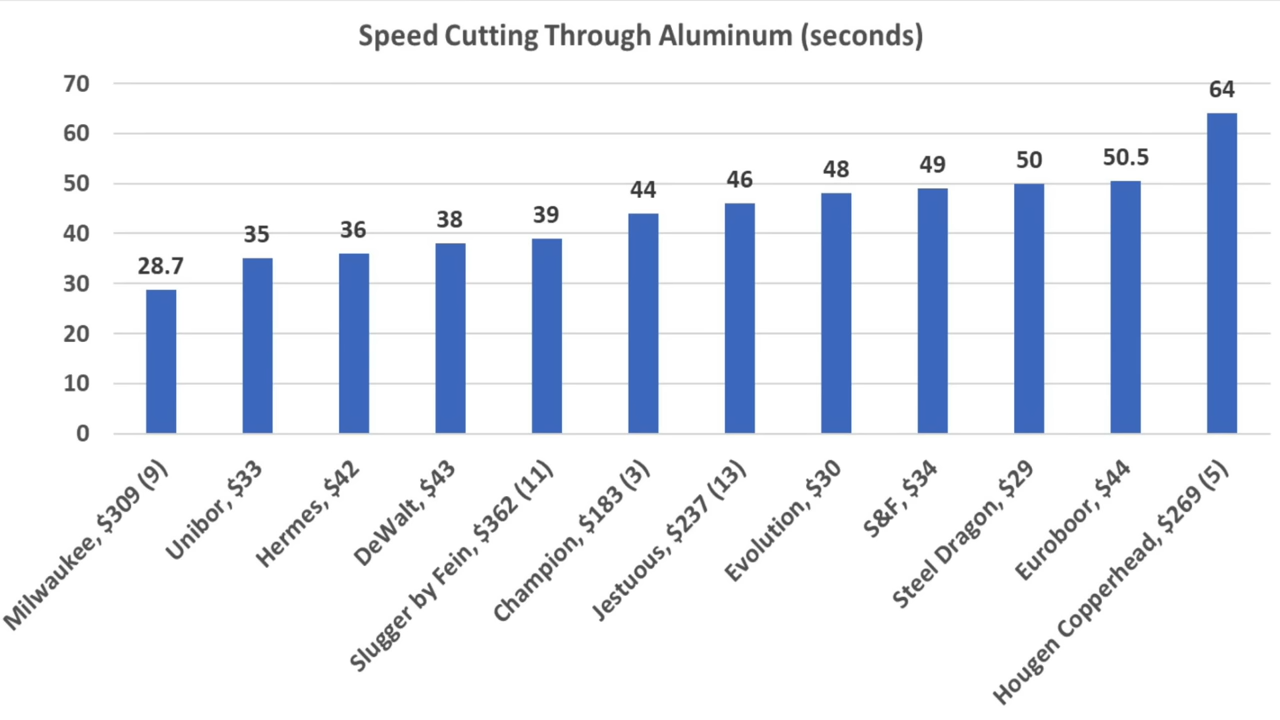 Speed Cutting Through Aluminum (seconds)
70
60
50
40
30
20
10
0
28.7
35
36
38
39
44
46
48
49
50
50.5
64
Milwaukee, $309 (9)
Unibor, $33
Hermes, $42
DeWalt, $43
Slugger by Fein, $362 (11)
Champion, $183 (3)
Jestuous, $237 (13)
Evolution, $30
S&F, $34
Steel Dragon, $29
Euroboor, $44
Hougen Copperhead, $269 (5)